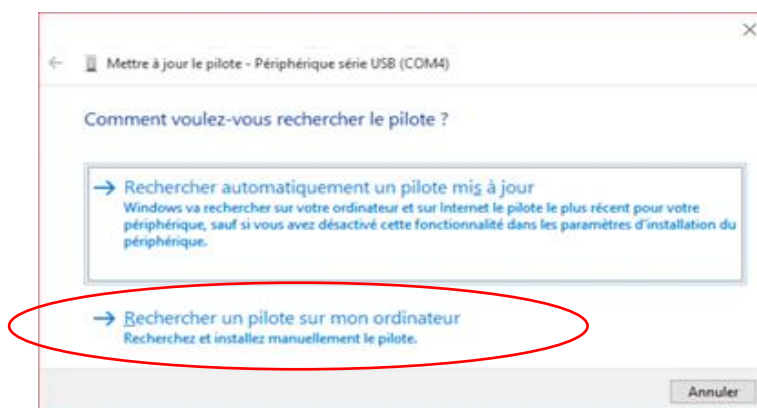 Mettre à jour le pilote - Périphérique série USB (COM4)
Comment voulez-vous rechercher le pilote ?
Rechercher automatiquement un pilote mis à jour
Windows va rechercher sur votre ordinateur et sur Internet le pilote le plus récent pour votre
périphérique, sauf si vous avez désactivé cette fonctionnalité dans les paramètres d'installation du
périphérique.
Rechercher un pilote sur mon ordinateur
Recherchez et installez manuellement le pilote.
Annuler